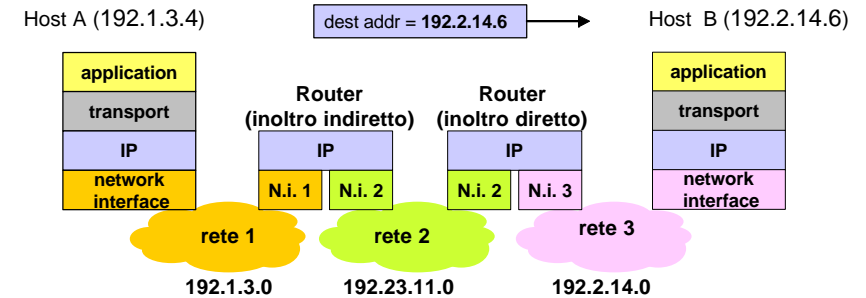 Host A (192.1.3.4)
dest addr = 192.2.14.6
Host B (192.2.14.6)
application
transport
IP
network
interface
Router
(inoltro indiretto)
IP
N.i. 1
N.i. 2
Router
(inoltro diretto)
IP
N.i. 2
N.i. 3
application
transport
IP
network
interface
rete 1
rete 2
rete 3
192.1.3.0
192.23.11.0
192.2.14.0